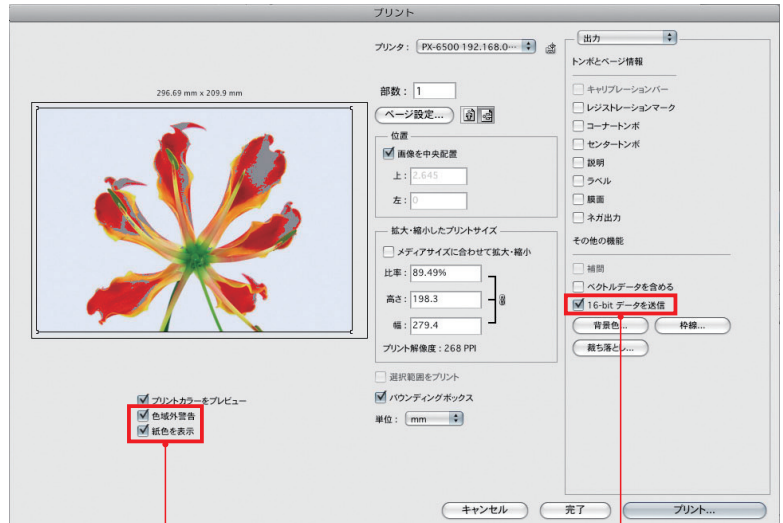 プリント
プリンタ： PX-6500 192.168.0…
出力
トンボとページ情報
296.69 mm x 209.9 mm
部数： 1
キャリブレーションバー
レジストレーションマーク
コーナートンボ
センタートンボ
説明
ラベル
膜面
ネガ出力
ページ設定...
位置
画像を中央配置
上： 2.645
左： 0
その他の機能
補間
ベクトルデータを含める
16-bit データを送信
背景色...
枠線...
裁ち落とし...
拡大・縮小したプリントサイズ
メディアサイズに合わせて拡大・縮小
比率： 89.49%
高さ： 198.3
幅： 279.4
プリント解像度：268 PPI
選択範囲をプリント
バウンディングボックス
単位： mm
プリントカラーをプレビュー
色域外警告
紙色を表示
キャンセル
完了
プリント...